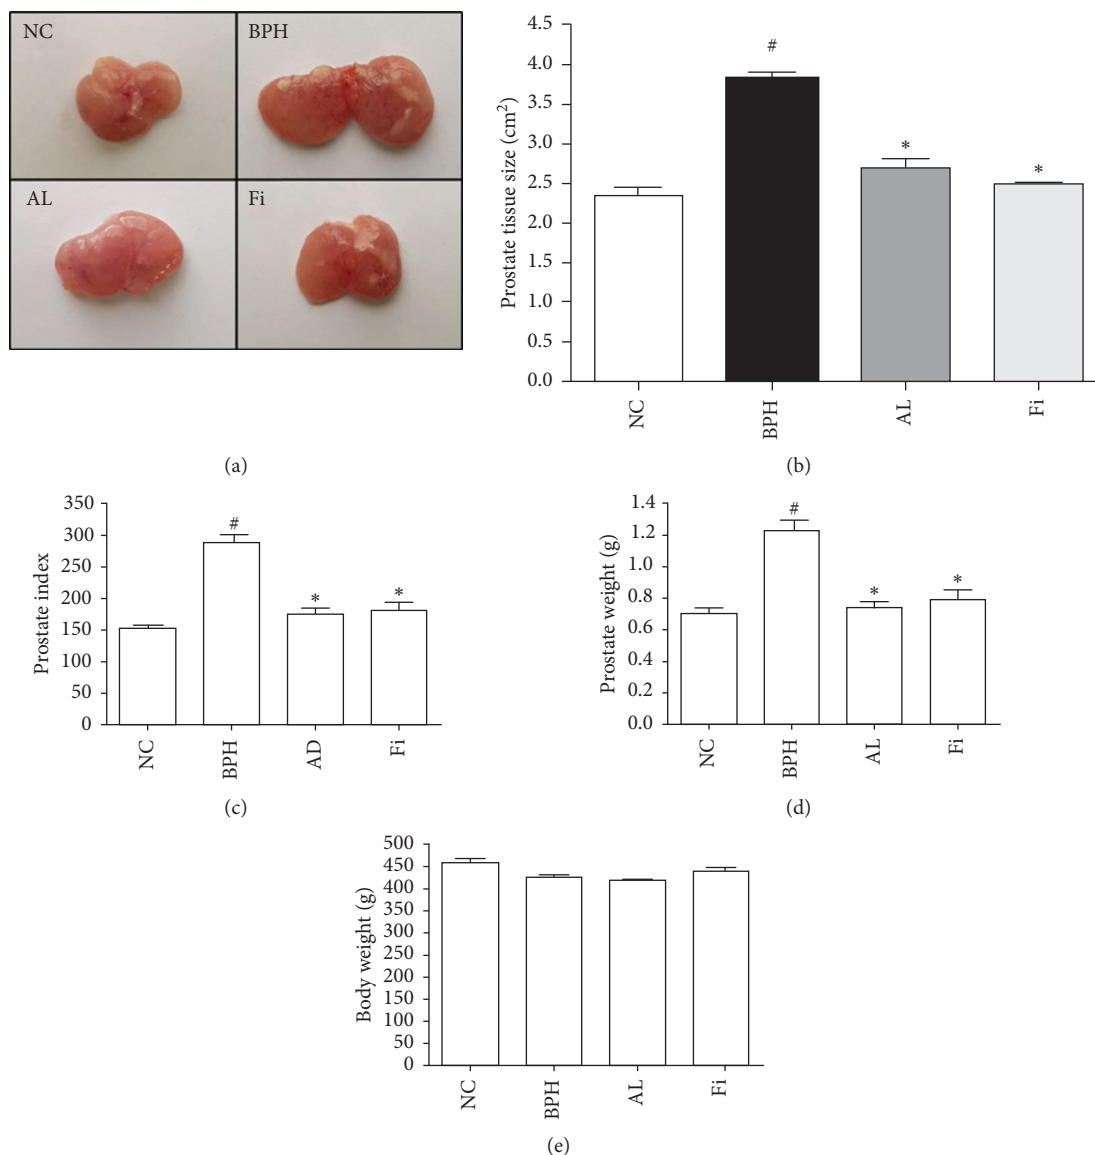 NC
BPH
AL
Fi
(a)
Prostate tissue size (cm²)
4.5
4.0
3.5
3.0
2.5
2.0
1.5
1.0
0.5
0.0
#
*
*
NC
BPH
AL
Fi
(b)
Prostate index
350
300
250
200
150
100
50
0
#
*
*
NC
BPH
AD
Fi
(c)
Prostate weight (g)
1.4
1.2
1.0
0.8
0.6
0.4
0.2
0.0
#
*
*
NC
BPH
AL
Fi
(d)
Body weight (g)
500
450
400
350
300
250
200
150
100
50
0
NC
BPH
AL
Fi
(e)